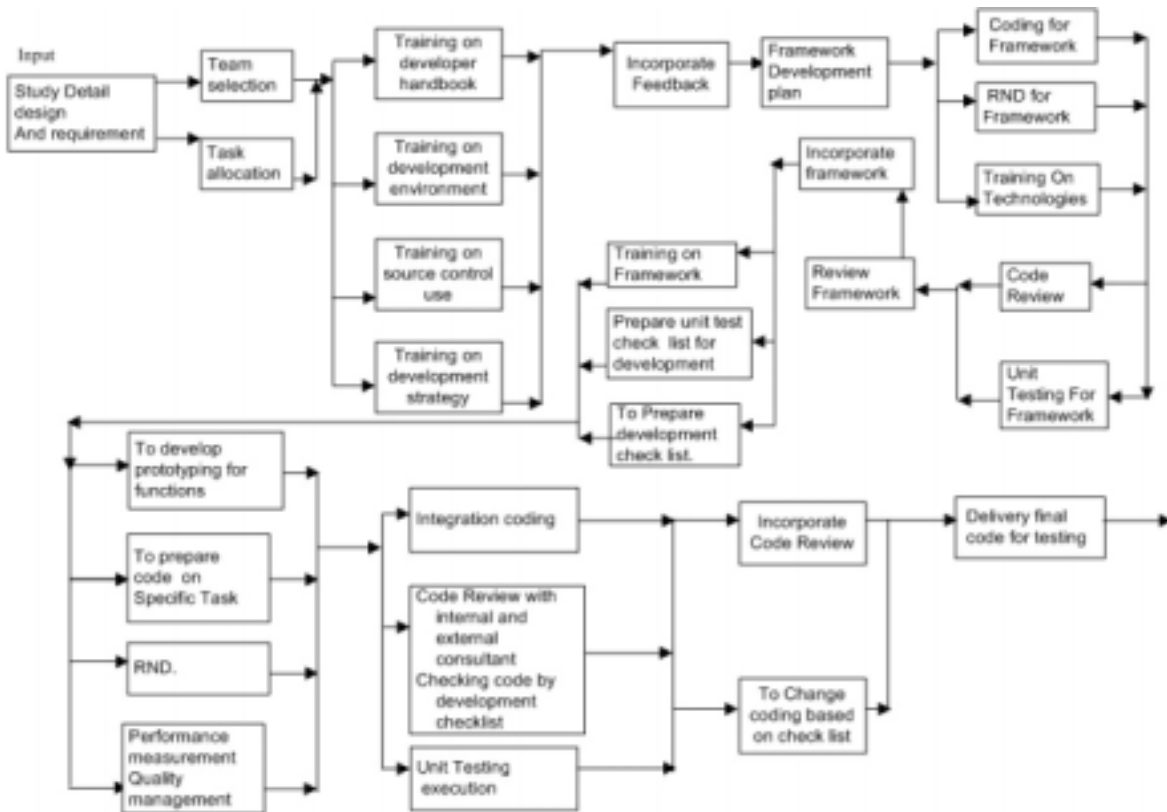 Input
Study Detail
design
And requirement
Team
selection
Task
allocation
Training on
developer
handbook
Training on
development
environment
Training on
source control
use
Training on
development
strategy
Incorporate
Feedback
Framework
Development
plan
Coding for
Framework
RND for
Framework
Training On
Technologies
Code
Review
Unit
Testing For
Framework
Review
Framework
Incorporate
framework
Training on
Framework
Prepare unit test
check list for
development
To Prepare
development
check list.
To develop
prototyping for
functions
To prepare
code on
Specific Task
RND.
Performance
measurement
Quality
management
Integration coding
Code Review with
internal and
external
consultant
Checking code by
development
checklist
Unit Testing
execution
Incorporate
Code Review
To Change
coding based
on check list
Delivery final
code for testing